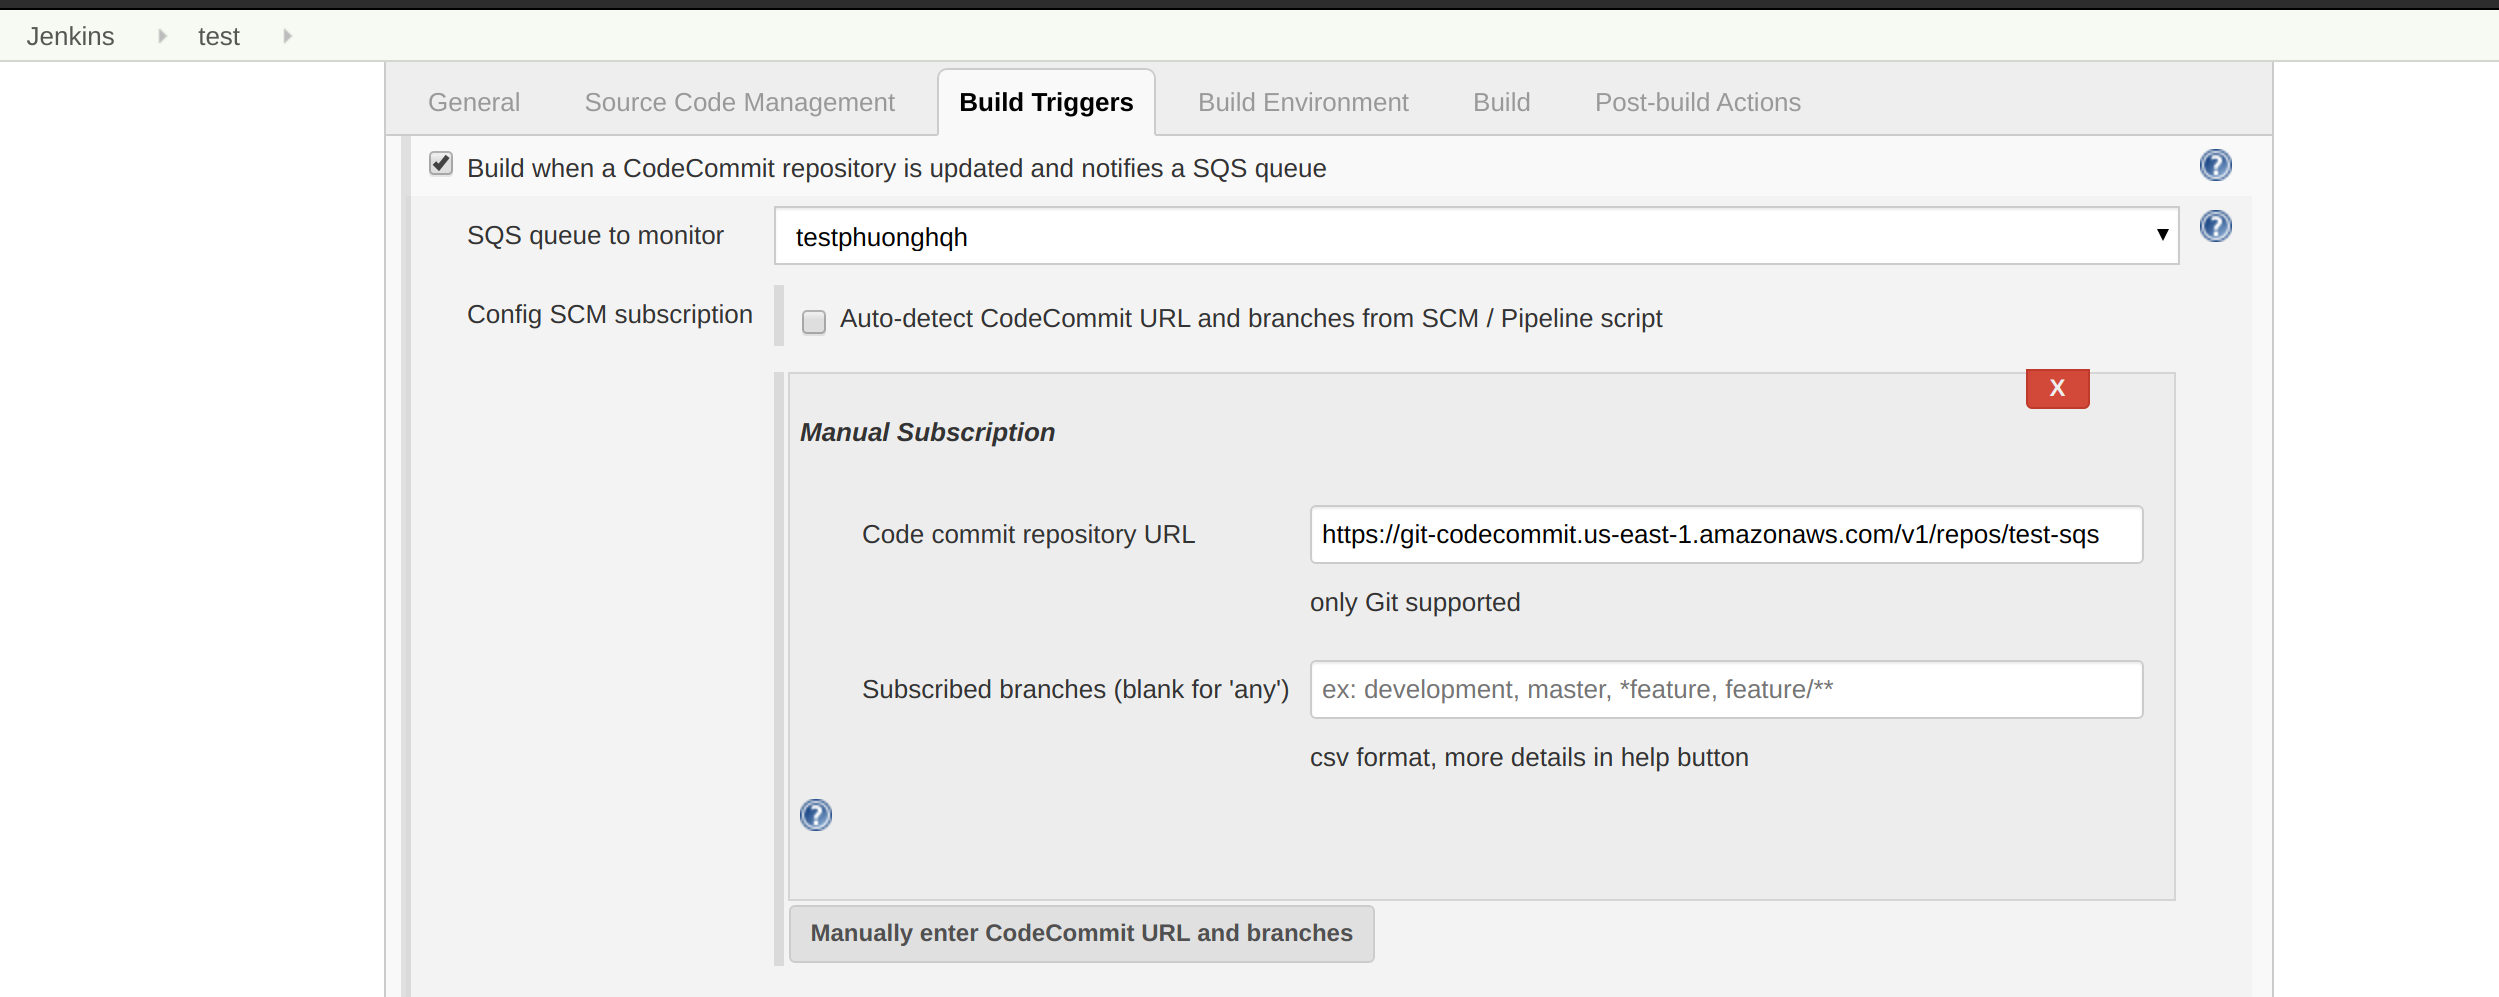 Jenkins test
General Source Code Management Build Triggers Build Environment Build Post-build Actions
Build when a CodeCommit repository is updated and notifies a SQS queue ?
SQS queue to monitor testphuonghqh ?
Config SCM subscription Auto-detect CodeCommit URL and branches from SCM / Pipeline script
X
Manual Subscription
Code commit repository URL https://git-codecommit.us-east-1.amazonaws.com/v1/repos/test-sqs
only Git supported
Subscribed branches (blank for 'any') ex: development, master, *feature, feature/**
csv format, more details in help button
?
Manually enter CodeCommit URL and branches